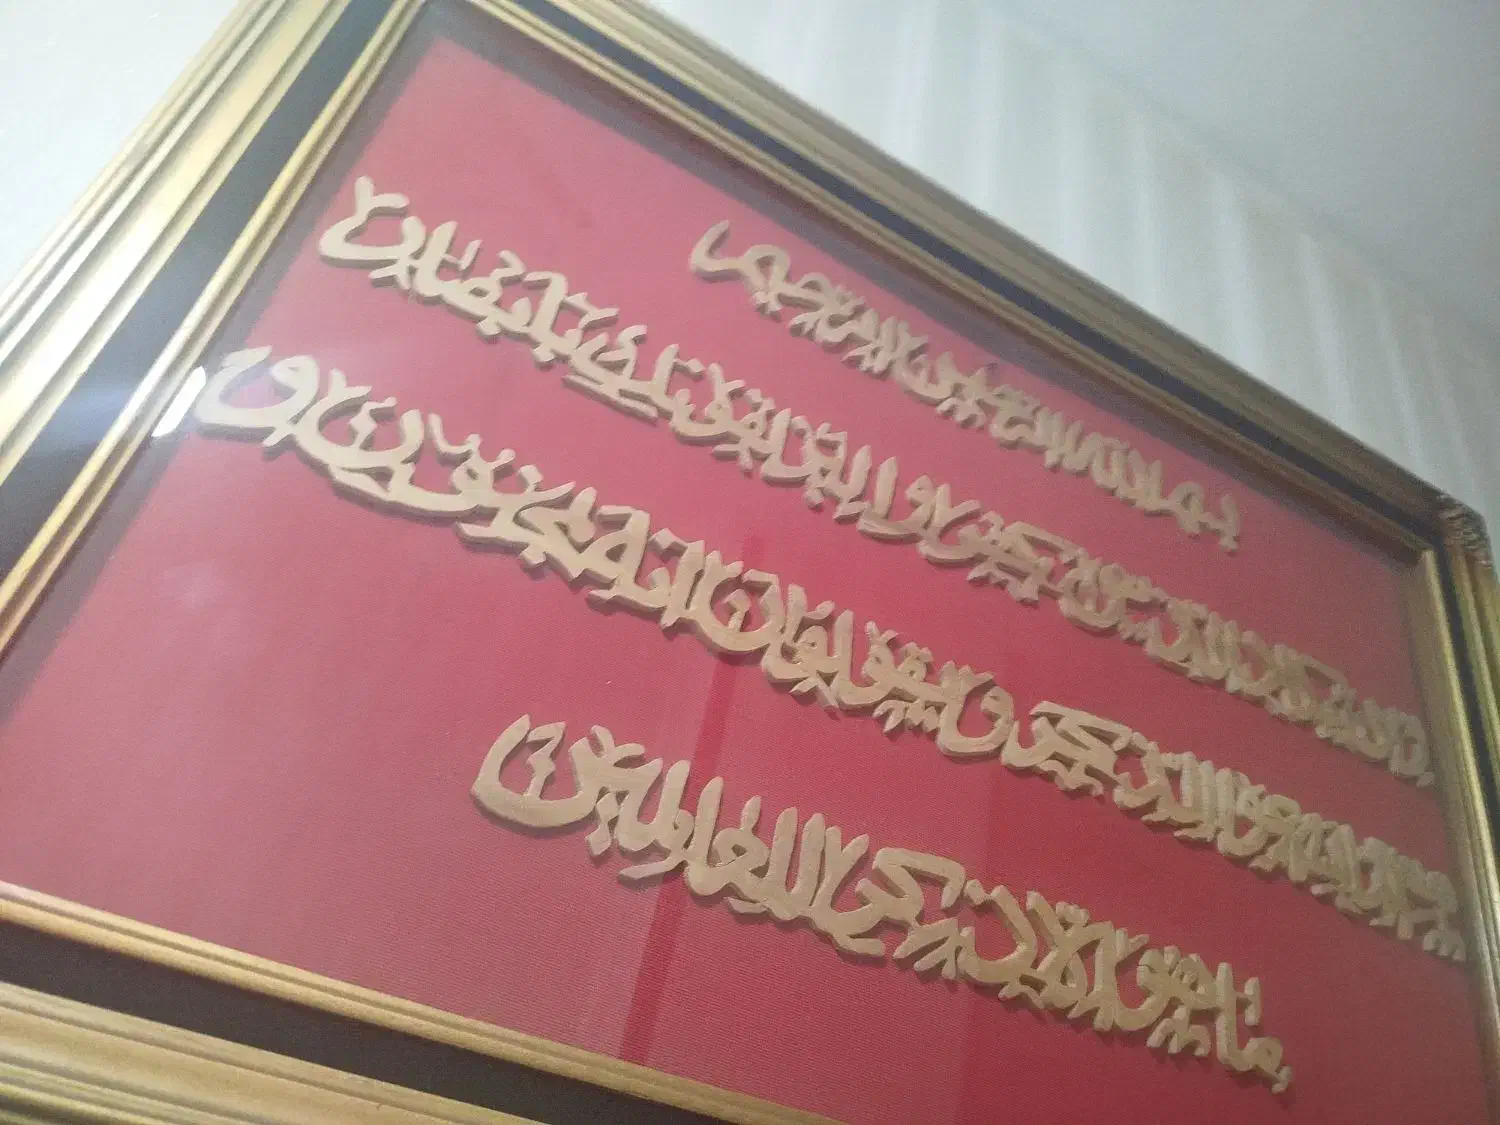 بسم الله الرحمن الرحيم
وان يكاد الذين كفروا ليزلقونك بابصارهم
لما سمعوا الذكر ويقولون انه لمجنون و
ما هو الا ذكر للعالمين